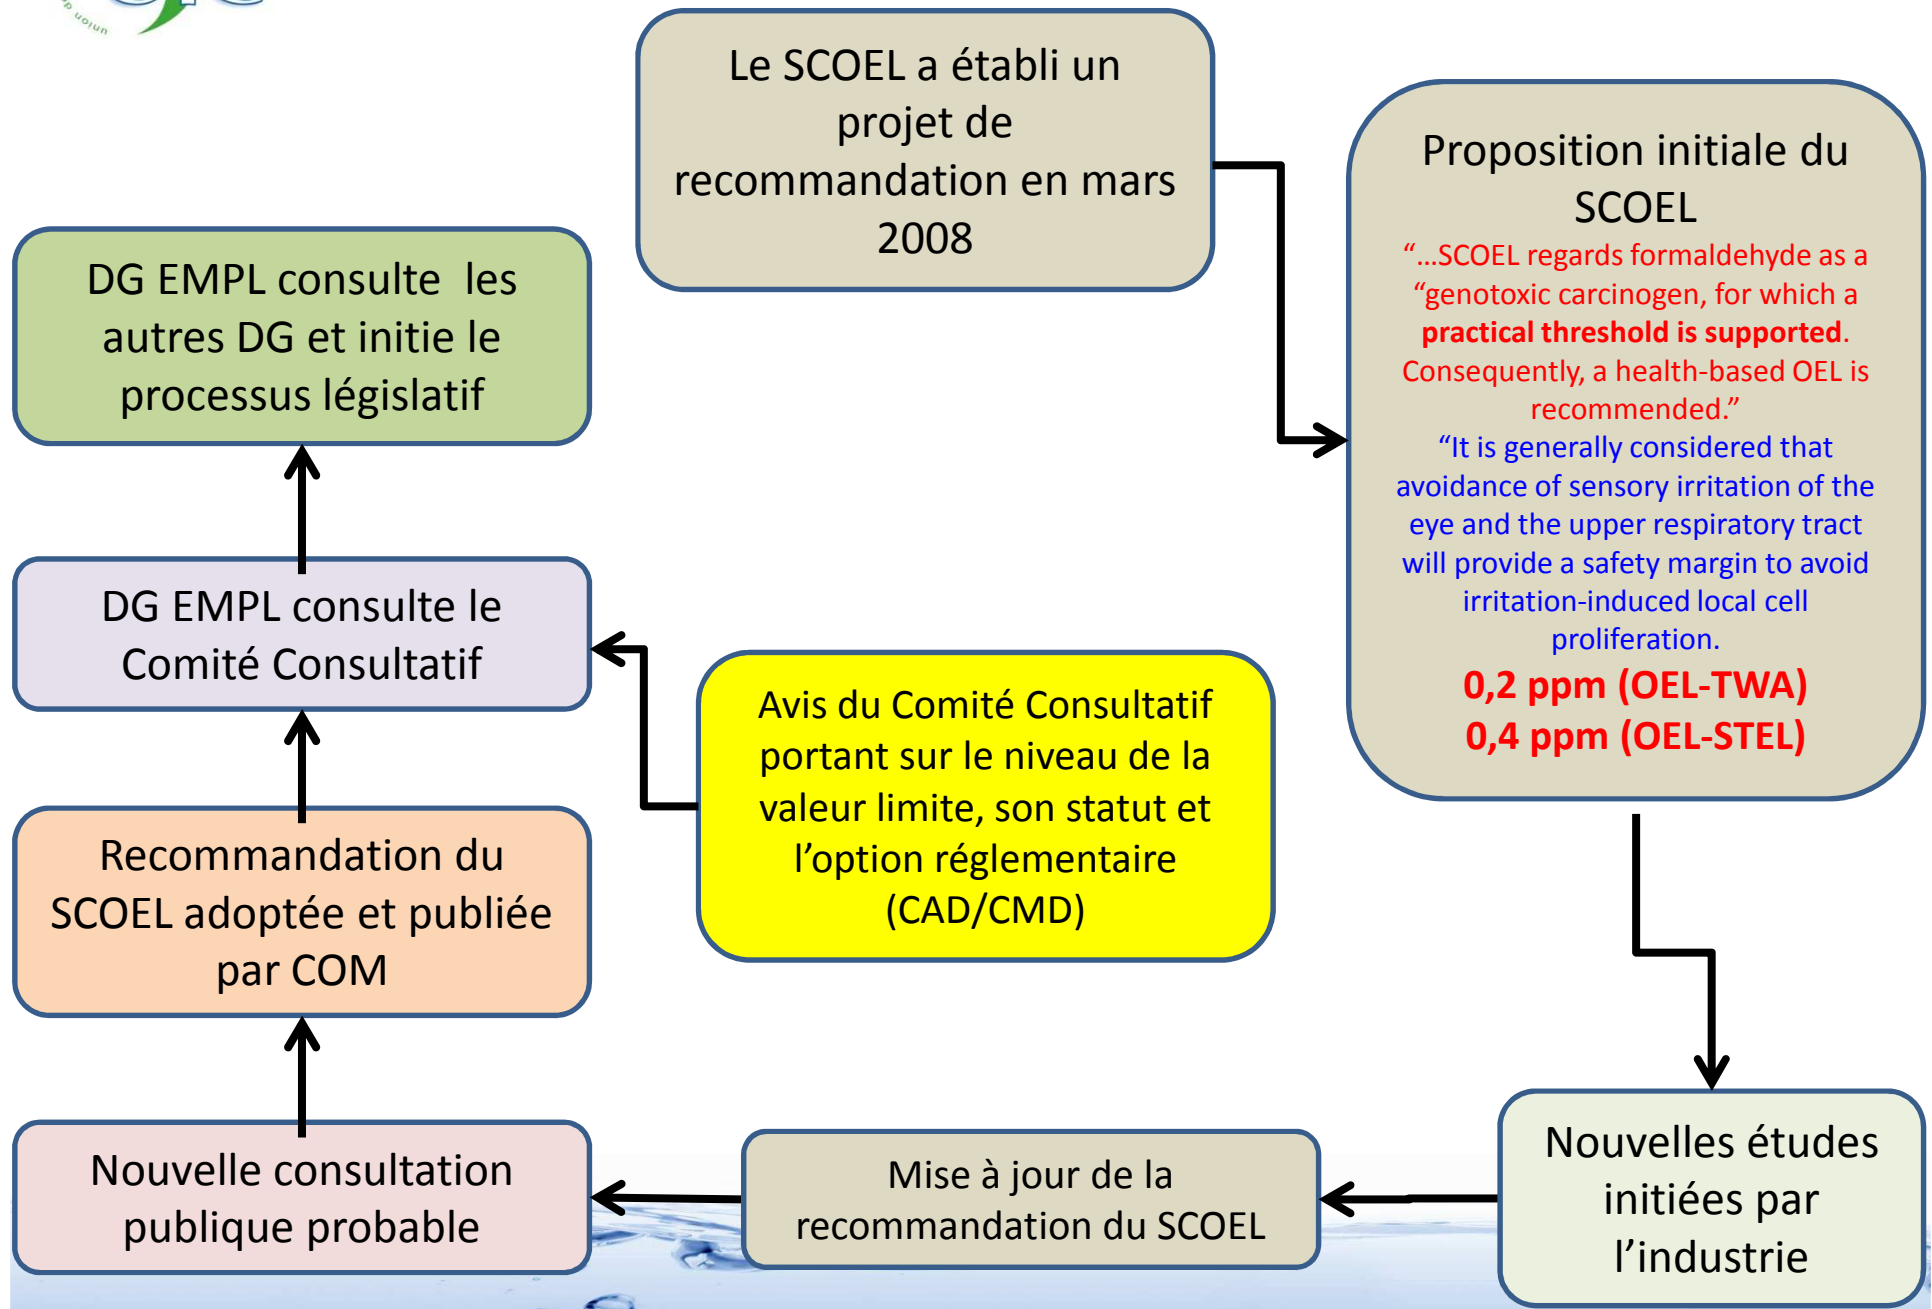 union d
Le SCOEL a établi un
projet de
recommandation en mars
2008
Proposition initiale du
SCOEL
“…SCOEL regards formaldehyde as a
“genotoxic carcinogen, for which a
practical threshold is supported.
Consequently, a health-based OEL is
recommended.”
“It is generally considered that
avoidance of sensory irritation of the
eye and the upper respiratory tract
will provide a safety margin to avoid
irritation-induced local cell
proliferation.
0,2 ppm (OEL-TWA)
0,4 ppm (OEL-STEL)
DG EMPL consulte  les
autres DG et initie le
processus législatif
DG EMPL consulte le
Comité Consultatif
Avis du Comité Consultatif
portant sur le niveau de la
valeur limite, son statut et
l’option réglementaire
(CAD/CMD)
Recommandation du
SCOEL adoptée et publiée
par COM
Nouvelle consultation
publique probable
Mise à jour de la
recommandation du SCOEL
Nouvelles études
initiées par
l’industrie